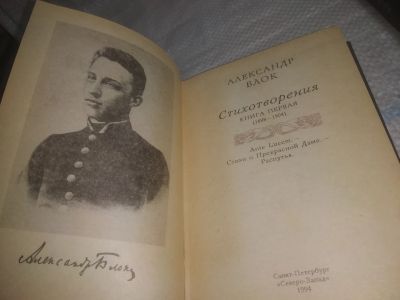 Александр Блок
АЛЕКСАНДР
БЛОК
Стихотворения
КНИГА ПЕРВАЯ
(1898 - 1904)
Ante Lucem. -
Стихи о Прекрасной Даме. -
Распутья.
Санкт-Петербург
«Северо-Запад»
1994